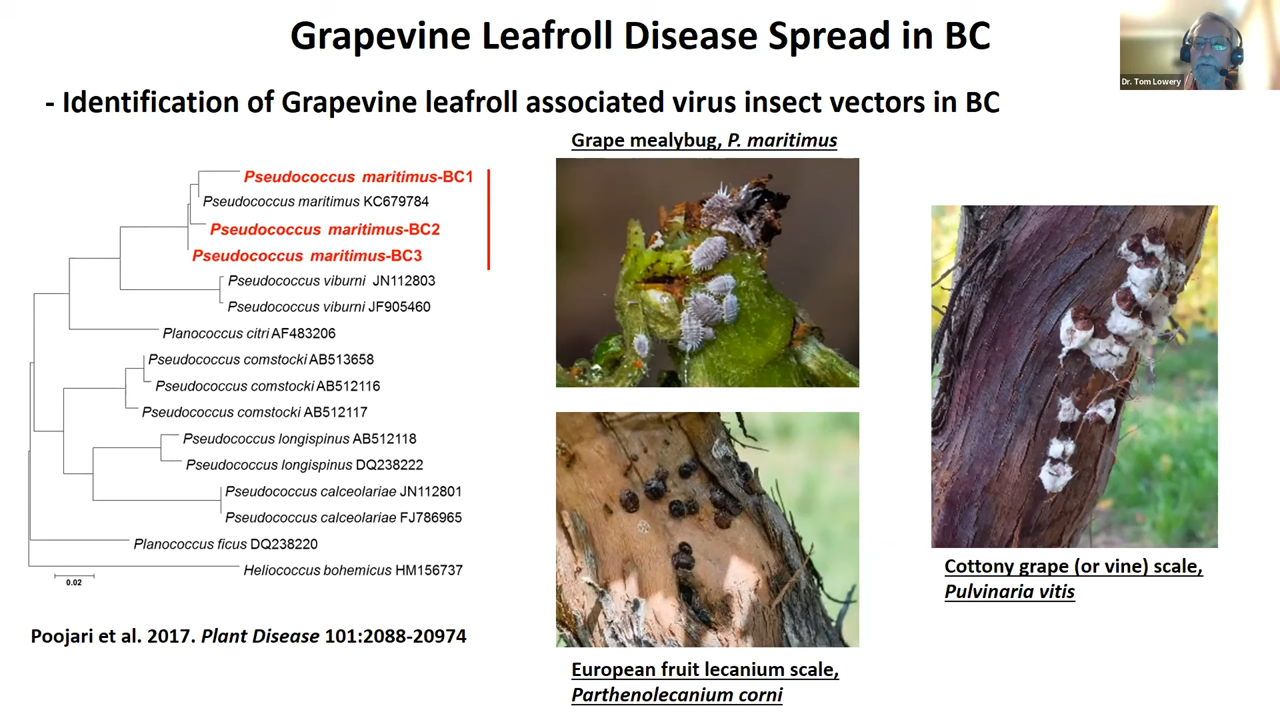 Grapevine Leafroll Disease Spread in BC
Dr. Tom Lowery
- Identification of Grapevine leafroll associated virus insect vectors in BC
Grape mealybug, P. maritimus
Pseudococcus maritimus-BC1
Pseudococcus maritimus KC679784
Pseudococcus maritimus-BC2
Pseudococcus maritimus-BC3
Pseudococcus viburni JN112803
Pseudococcus viburni JF905460
Planococcus citri AF483206
Pseudococcus comstocki AB513658
Pseudococcus comstocki AB512116
Pseudococcus comstocki AB512117
Pseudococcus longispinus AB512118
Pseudococcus longispinus DQ238222
Pseudococcus calceolariae JN112801
Pseudococcus calceolariae FJ786965
Planococcus ficus DQ238220
Heliococcus bohemicus HM156737
0.02
Poojari et al. 2017. Plant Disease 101:2088-20974
European fruit lecanium scale,
Parthenolecanium corni
Cottony grape (or vine) scale,
Pulvinaria vitis